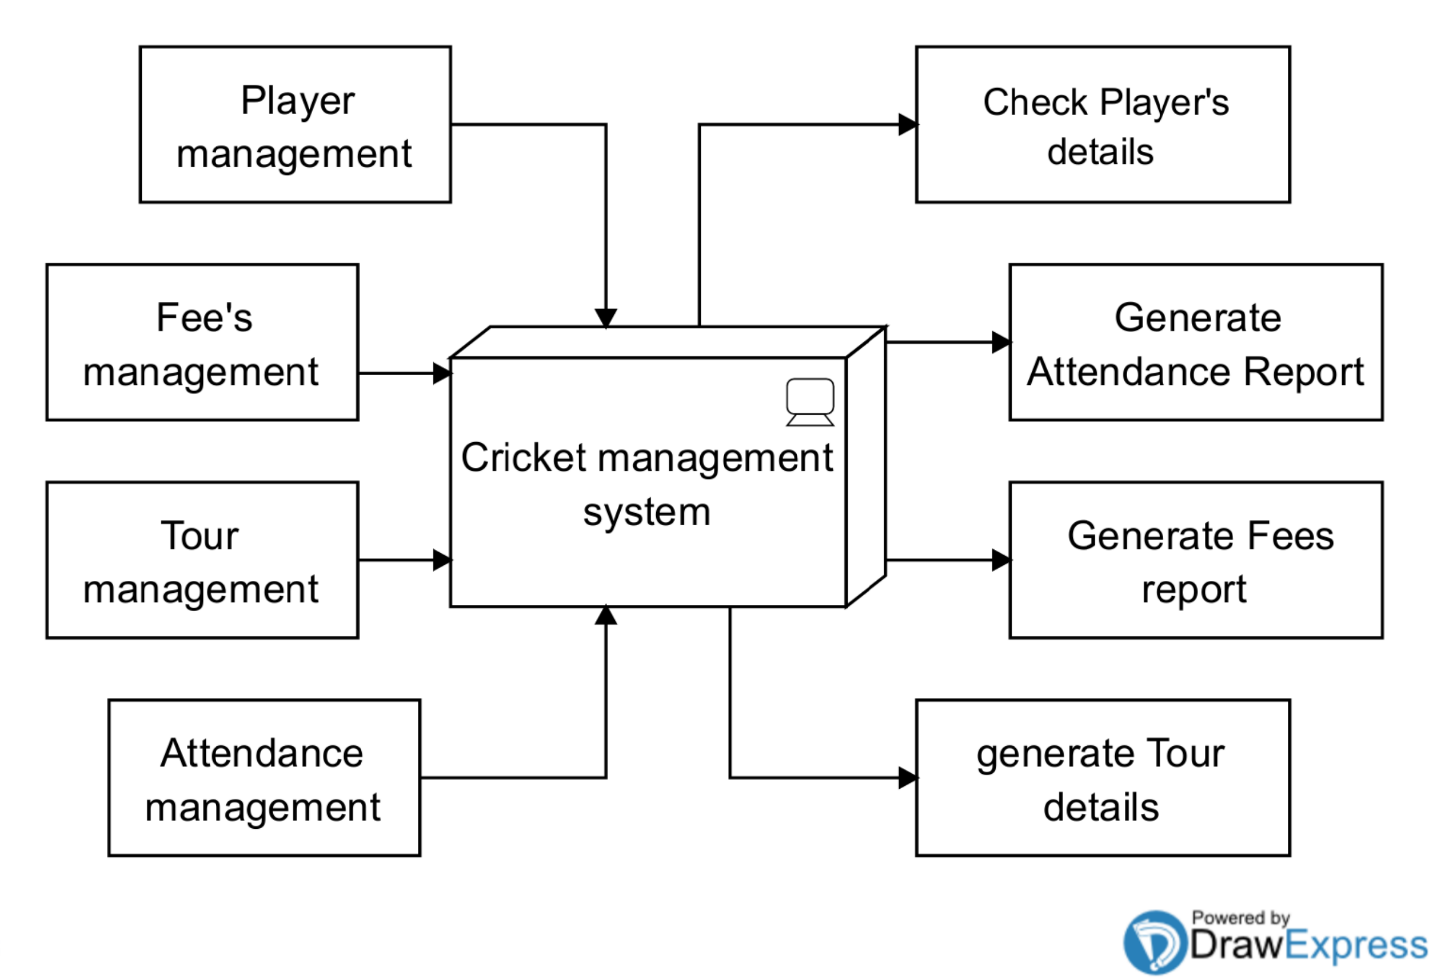 Player
management
Check Player's
details
Fee's
management
Generate
Attendance Report
Cricket management
system
Tour
management
Generate Fees
report
Attendance
management
generate Tour
details
Powered by
DrawExpress